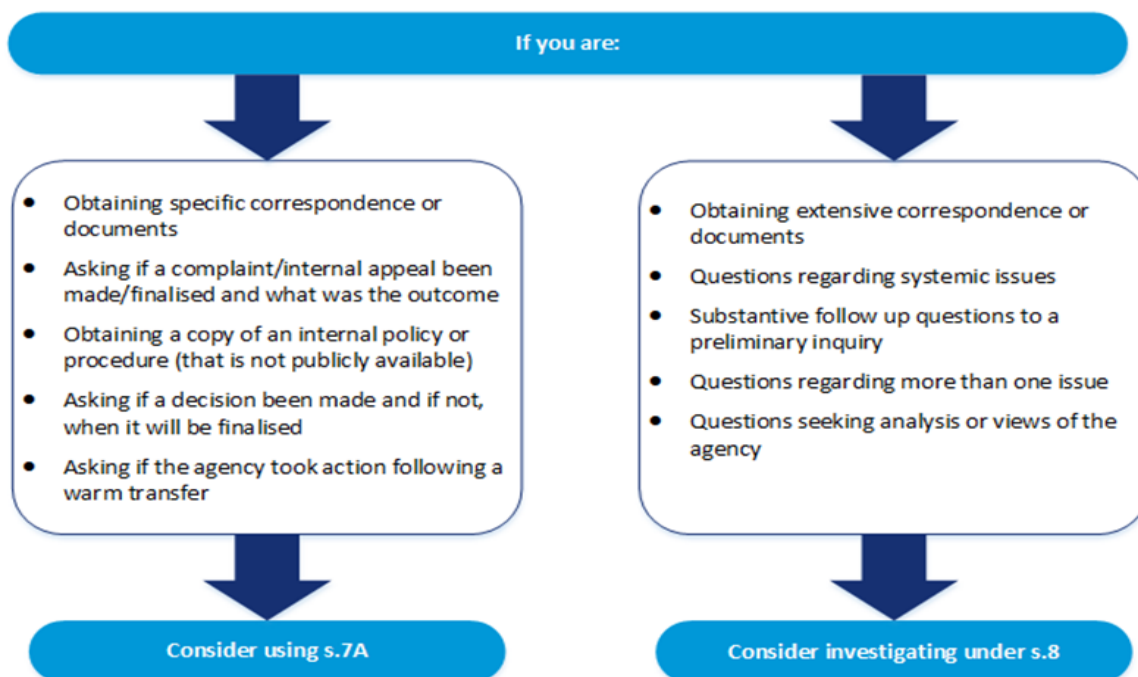 If you are:
• Obtaining specific correspondence or
documents
• Asking if a complaint/internal appeal been
made/finalised and what was the outcome
• Obtaining a copy of an internal policy or
procedure (that is not publicly available)
• Asking if a decision been made and if not,
when it will be finalised
• Asking if the agency took action following a
warm transfer
Consider using s.7A
• Obtaining extensive correspondence or
documents
• Questions regarding systemic issues
• Substantive follow up questions to a
preliminary inquiry
• Questions regarding more than one issue
• Questions seeking analysis or views of the
agency
Consider investigating under s.8